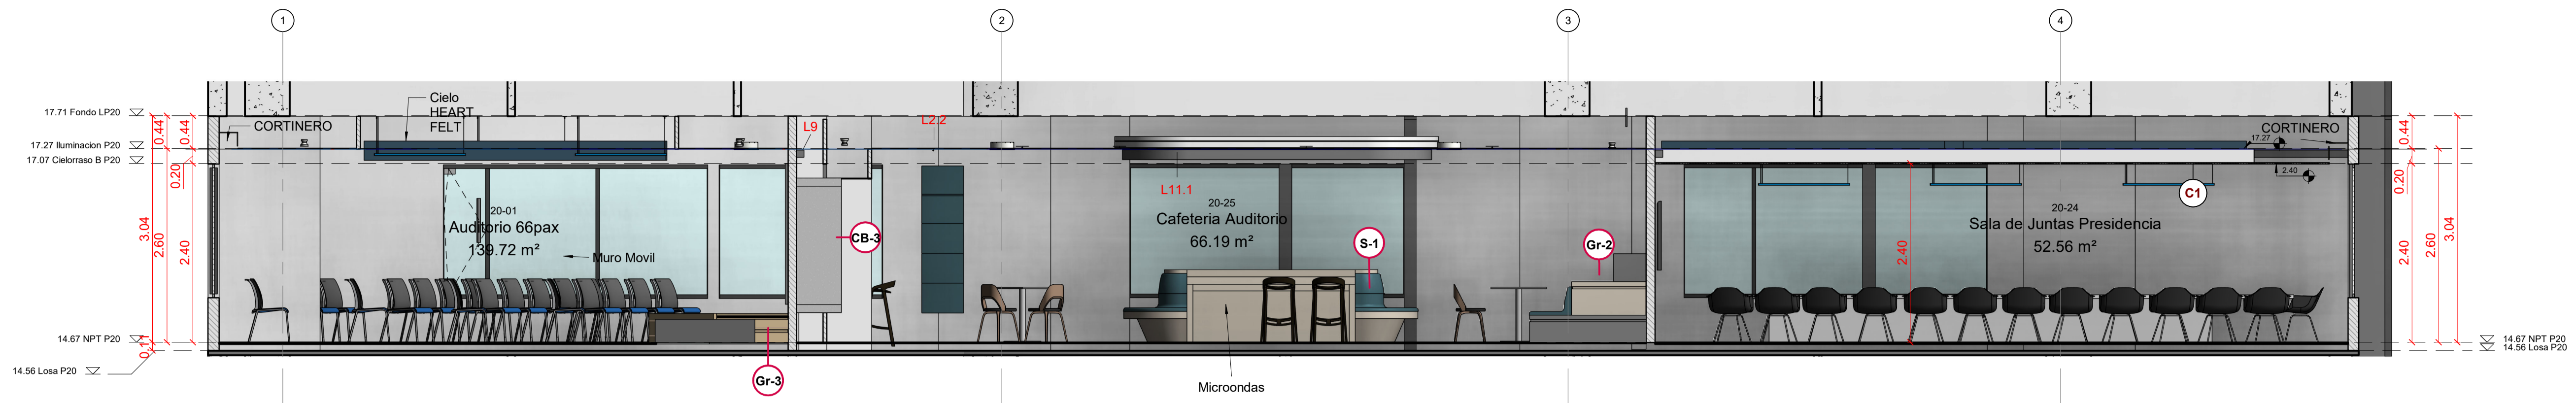 1
2
3
4
17.71 Fondo LP20
17.27 Iluminacion P20
17.07 Cielorraso B P20
14.67 NPT P20
14.56 Losa P20
0.44
0.44
0.20
3.04
2.60
2.40
0.11
CORTINERO
Cielo
HEART
FELT
20-01
Auditorio 66pax
139.72 m²
Muro Movil
Gr-3
L9
CB-3
L2.2
L11.1
20-25
Cafeteria Auditorio
66.19 m²
S-1
Microondas
Gr-2
2.40
20-24
Sala de Juntas Presidencia
52.56 m²
C1
CORTINERO
17.27
2.40
0.44
0.20
2.40
2.60
3.04
14.67 NPT P20
14.56 Losa P20